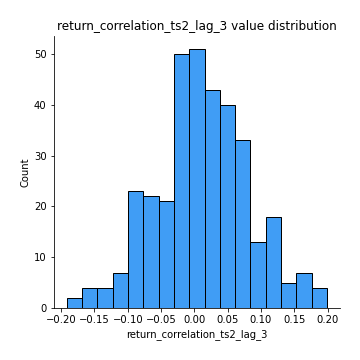 return_correlation_ts2_lag_3 value distribution
50
40
30
20
10
0
Count
−0.20 −0.15 −0.10 −0.05 0.00 0.05 0.10 0.15 0.20
return_correlation_ts2_lag_3